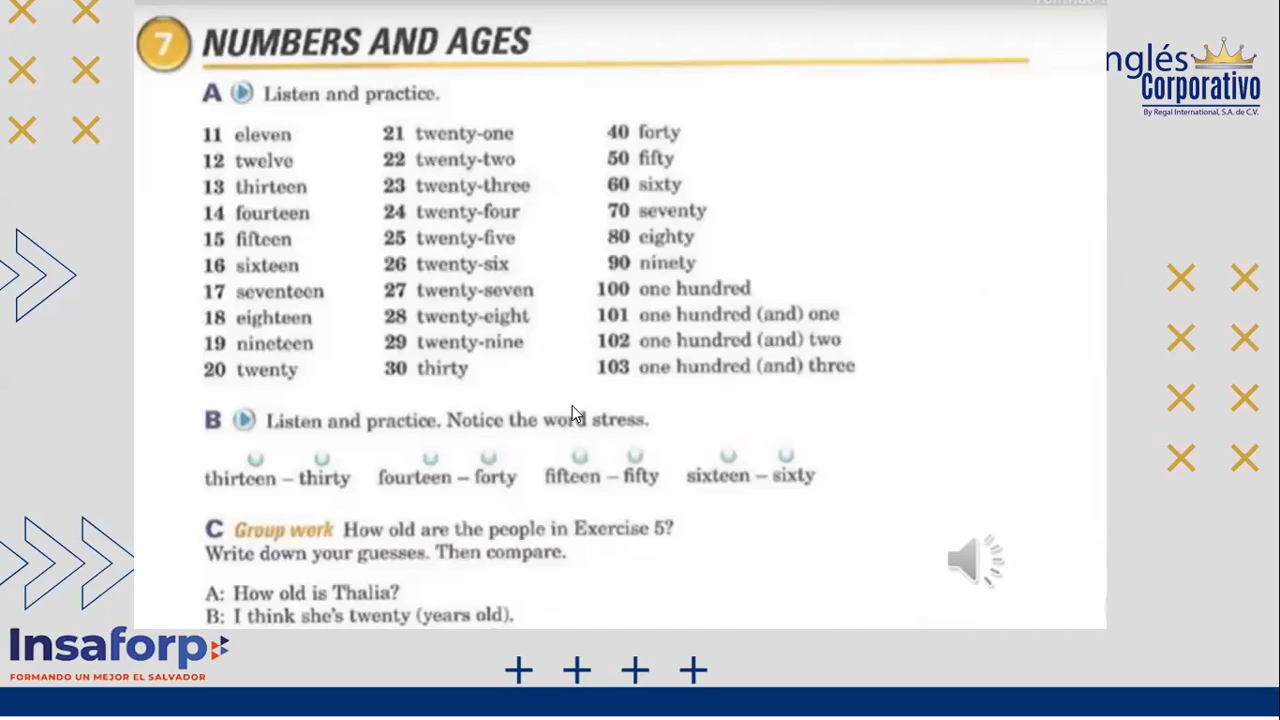 7 NUMBERS AND AGES
A Listen and practice.
11 eleven
12 twelve
13 thirteen
14 fourteen
15 fifteen
16 sixteen
17 seventeen
18 eighteen
19 nineteen
20 twenty
21 twenty-one
22 twenty-two
23 twenty-three
24 twenty-four
25 twenty-five
26 twenty-six
27 twenty-seven
28 twenty-eight
29 twenty-nine
30 thirty
40 forty
50 fifty
60 sixty
70 seventy
80 eighty
90 ninety
100 one hundred
101 one hundred (and) one
102 one hundred (and) two
103 one hundred (and) three
B Listen and practice. Notice the word stress.
thirteen – thirty fourteen – forty fifteen – fifty sixteen – sixty
C Group work How old are the people in Exercise 5?
Write down your guesses. Then compare.
A: How old is Thalia?
B: I think she's twenty (years old).
nglés
Corporativo
By Regal International, S.A. de C.V.
Insaforp
FORMANDO UN MEJOR EL SALVADOR